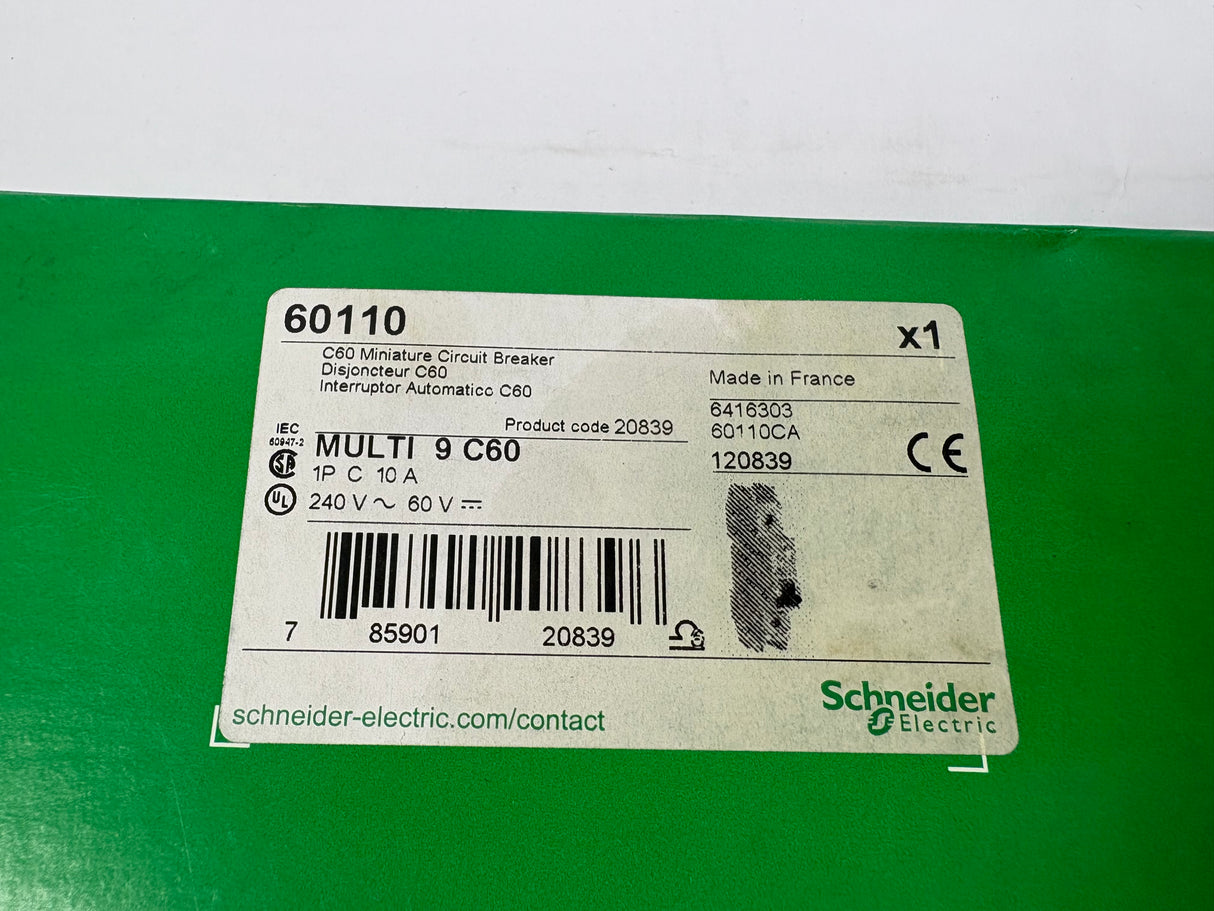 60110
x1
C60 Miniature Circuit Breaker
Disjoncteur C60
Interruptor Automatico C60
Made in France
Product code 20839
6416303
60110CA
120839
CE
IEC
60947-2
MULTI 9 C60
SA
1P C 10 A
UL
240 V ~ 60 V ⎓
7 85901 20839
schneider-electric.com/contact
Schneider
Electric